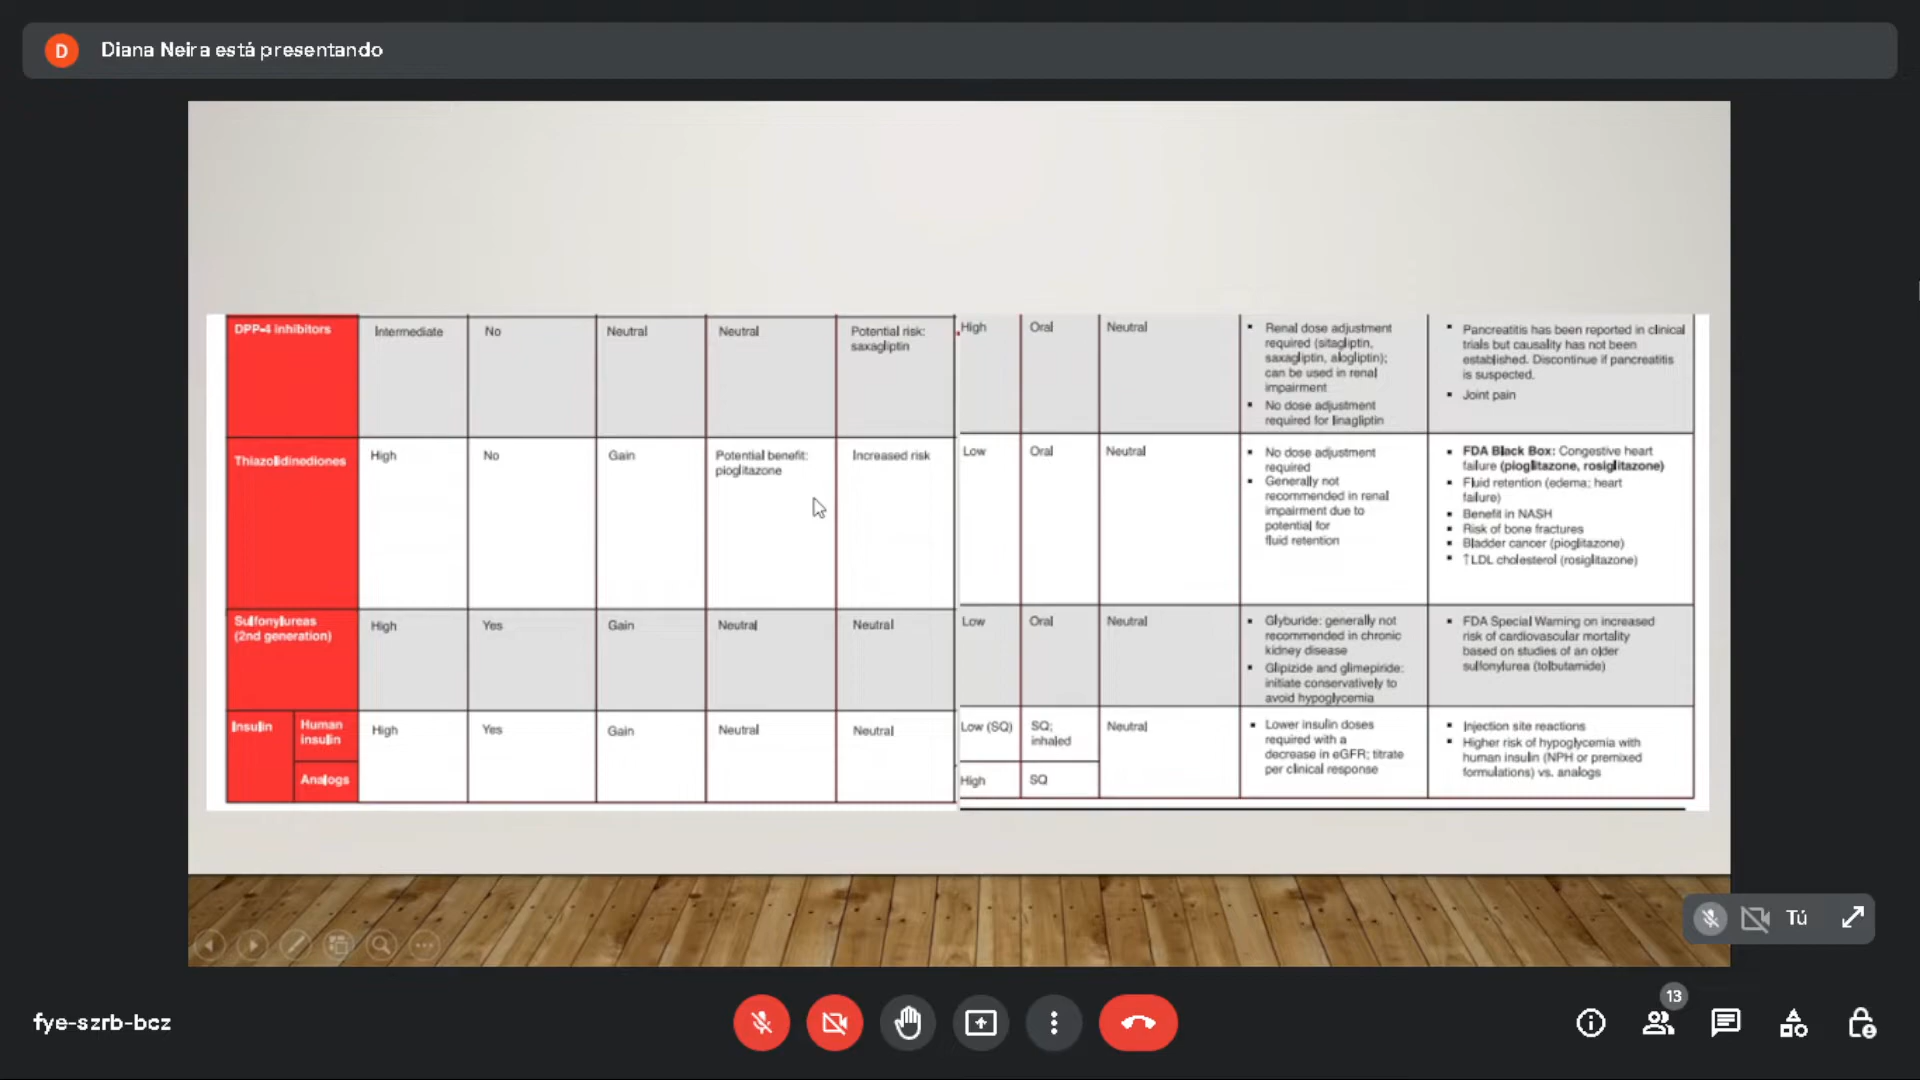 D
Diana Neira está presentando
DPP-4 inhibitors
Intermediate
No
Neutral
Neutral
Potential risk:
saxagliptin
High
Oral
Neutral
▪ Renal dose adjustment
required (sitagliptin,
saxagliptin, alogliptin);
can be used in renal
impairment
▪ No dose adjustment
required for linagliptin
▪ Pancreatitis has been reported in clinical
trials but causality has not been
established. Discontinue if pancreatitis
is suspected.
▪ Joint pain
Thiazolidinediones
High
No
Gain
Potential benefit:
pioglitazone
Increased risk
Low
Oral
Neutral
▪ No dose adjustment
required
▪ Generally not
recommended in renal
impairment due to
potential for
fluid retention
▪ FDA Black Box: Congestive heart
failure (pioglitazone, rosiglitazone)
▪ Fluid retention (edema; heart
failure)
▪ Benefit in NASH
▪ Risk of bone fractures
▪ Bladder cancer (pioglitazone)
▪ ↑LDL cholesterol (rosiglitazone)
Sulfonylureas
(2nd generation)
High
Yes
Gain
Neutral
Neutral
Low
Oral
Neutral
▪ Glyburide: generally not
recommended in chronic
kidney disease
▪ Glipizide and glimepiride:
initiate conservatively to
avoid hypoglycemia
▪ FDA Special Warning on increased
risk of cardiovascular mortality
based on studies of an older
sulfonylurea (tolbutamide)
Insulin
Human
insulin
Analogs
High
Yes
Gain
Neutral
Neutral
Low (SQ)
SQ;
inhaled
High
SQ
Neutral
▪ Lower insulin doses
required with a
decrease in eGFR; titrate
per clinical response
▪ Injection site reactions
▪ Higher risk of hypoglycemia with
human insulin (NPH or premixed
formulations) vs. analogs
Tú
fye-szrb-bcz
13